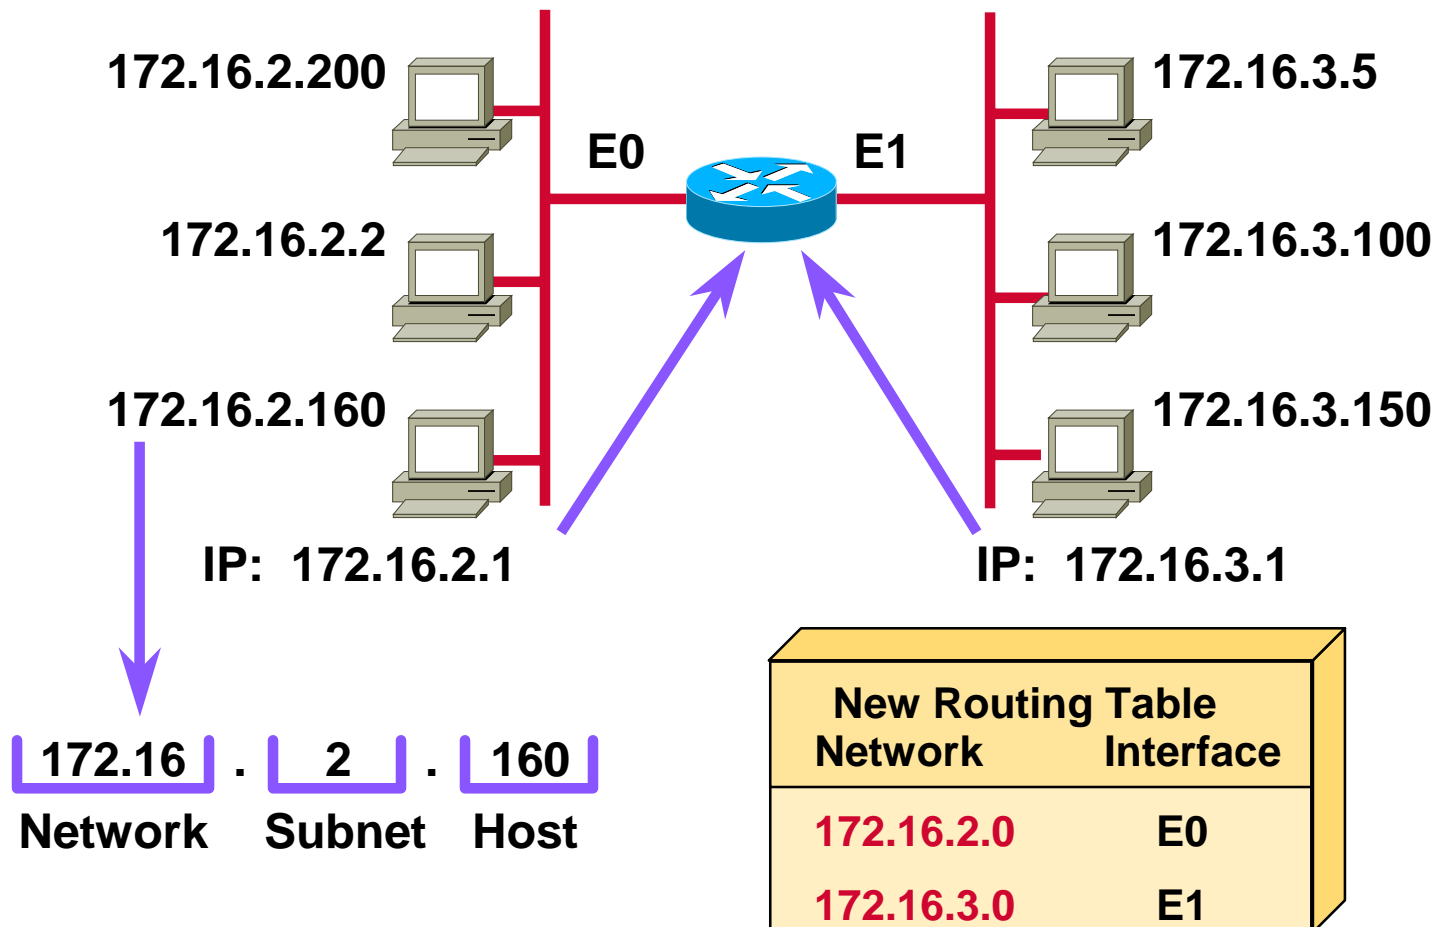 172.16.2.200
172.16.3.5
E0
E1
172.16.2.2
172.16.3.100
172.16.2.160
172.16.3.150
IP: 172.16.2.1
IP: 172.16.3.1
172.16 . 2 . 160
Network Subnet Host
New Routing Table
Network Interface
172.16.2.0 E0
172.16.3.0 E1